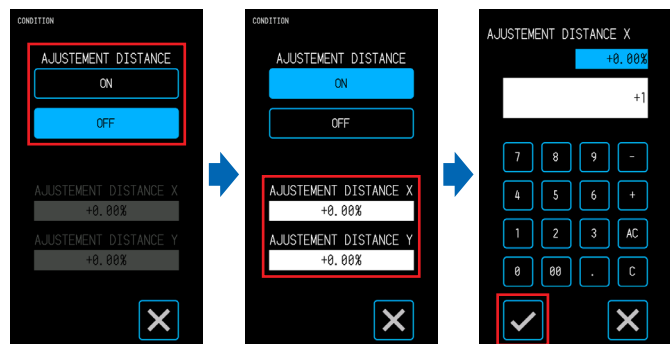 CONDITION
AJUSTEMENT DISTANCE
ON
OFF
AJUSTEMENT DISTANCE X
+0.00%
AJUSTEMENT DISTANCE Y
+0.00%
CONDITION
AJUSTEMENT DISTANCE
ON
OFF
AJUSTEMENT DISTANCE X
+0.00%
AJUSTEMENT DISTANCE Y
+0.00%
AJUSTEMENT DISTANCE X
+0.00%
+1
7 8 9 -
4 5 6 +
1 2 3 AC
0 00 . C